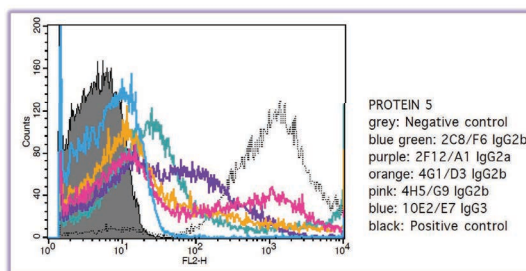 200
160
120
80
40
0
Counts
10^0 10^1 10^2 10^3 10^4
FL2-H
PROTEIN 5
grey: Negative control
blue green: 2C8/F6 IgG2b
purple: 2F12/A1 IgG2a
orange: 4G1/D3 IgG2b
pink: 4H5/G9 IgG2b
blue: 10E2/E7 IgG3
black: Positive control